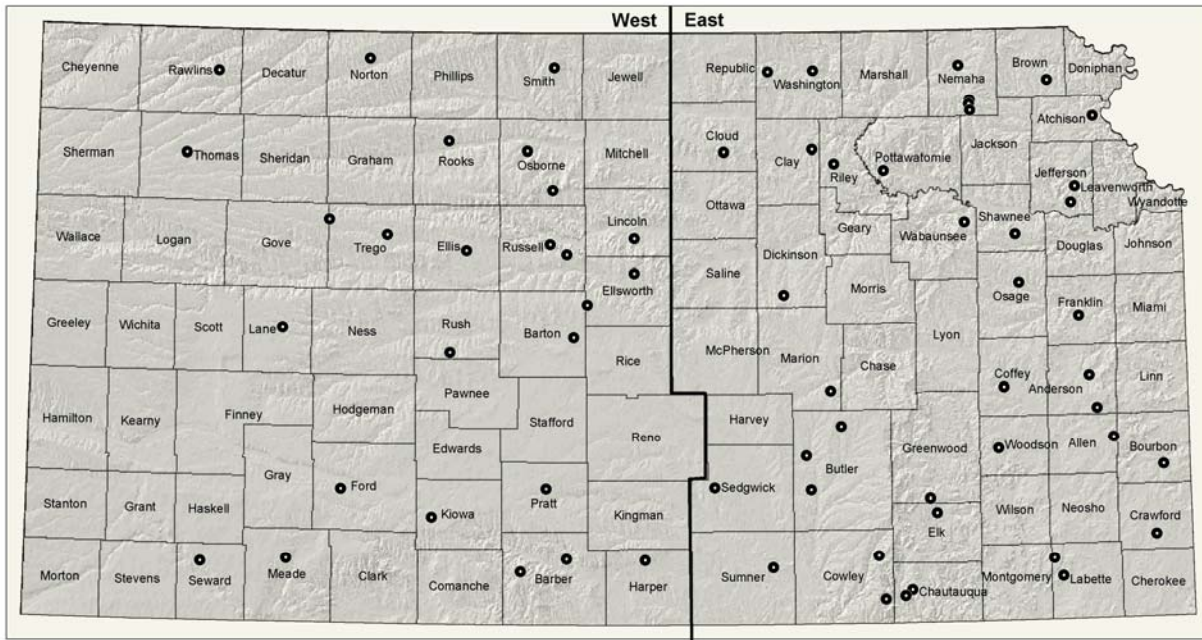 West East
Cheyenne Rawlins Decatur Norton Phillips Smith Jewell Republic Washington Marshall Nemaha Brown Doniphan
Atchison
Sherman Thomas Sheridan Graham Rooks Osborne Mitchell Cloud Clay Riley Pottawatomie Jackson
Jefferson
Leavenworth
Wyandotte
Wallace Logan Gove Trego Ellis Russell Lincoln Ottawa Geary Wabaunsee Shawnee Douglas Johnson
Ellsworth Saline Dickinson Morris Osage Franklin Miami
Greeley Wichita Scott Lane Ness Rush Barton Rice McPherson Marion Chase Lyon
Coffey Anderson Linn
Hamilton Kearny Finney Hodgeman Pawnee Stafford Reno Harvey
Gray Ford Edwards Butler Greenwood Woodson Allen Bourbon
Stanton Grant Haskell Kiowa Pratt Kingman Sedgwick Elk Wilson Neosho Crawford
Morton Stevens Seward Meade Clark Comanche Barber Harper Sumner Cowley Chautauqua Montgomery Labette Cherokee